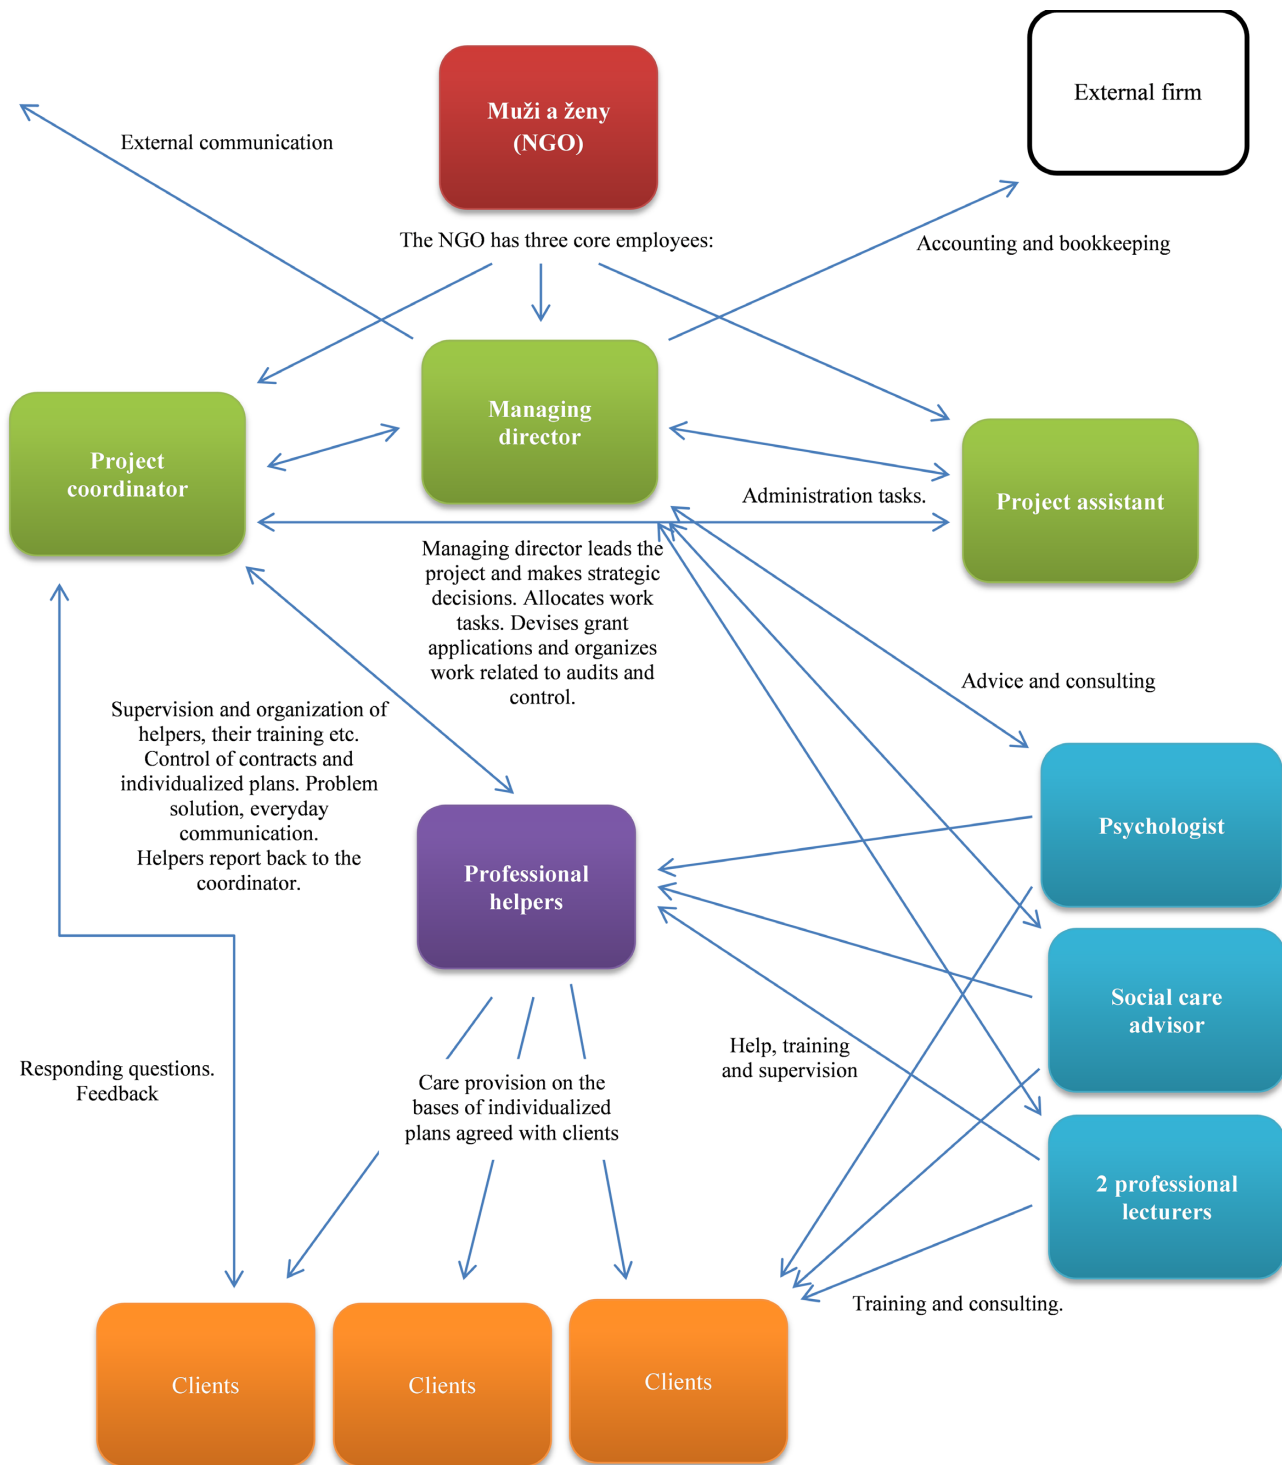 Muži a ženy
(NGO)
External firm
External communication
The NGO has three core employees:
Accounting and bookkeeping
Managing
director
Project
coordinator
Project assistant
Administration tasks.
Managing director leads the
project and makes strategic
decisions. Allocates work
tasks. Devises grant
applications and organizes
work related to audits and
control.
Advice and consulting
Supervision and organization of
helpers, their training etc.
Control of contracts and
individualized plans. Problem
solution, everyday
communication.
Helpers report back to the
coordinator.
Psychologist
Professional
helpers
Social care
advisor
Help, training
and supervision
Responding questions.
Feedback
Care provision on the
bases of individualized
plans agreed with clients
2 professional
lecturers
Training and consulting.
Clients
Clients
Clients